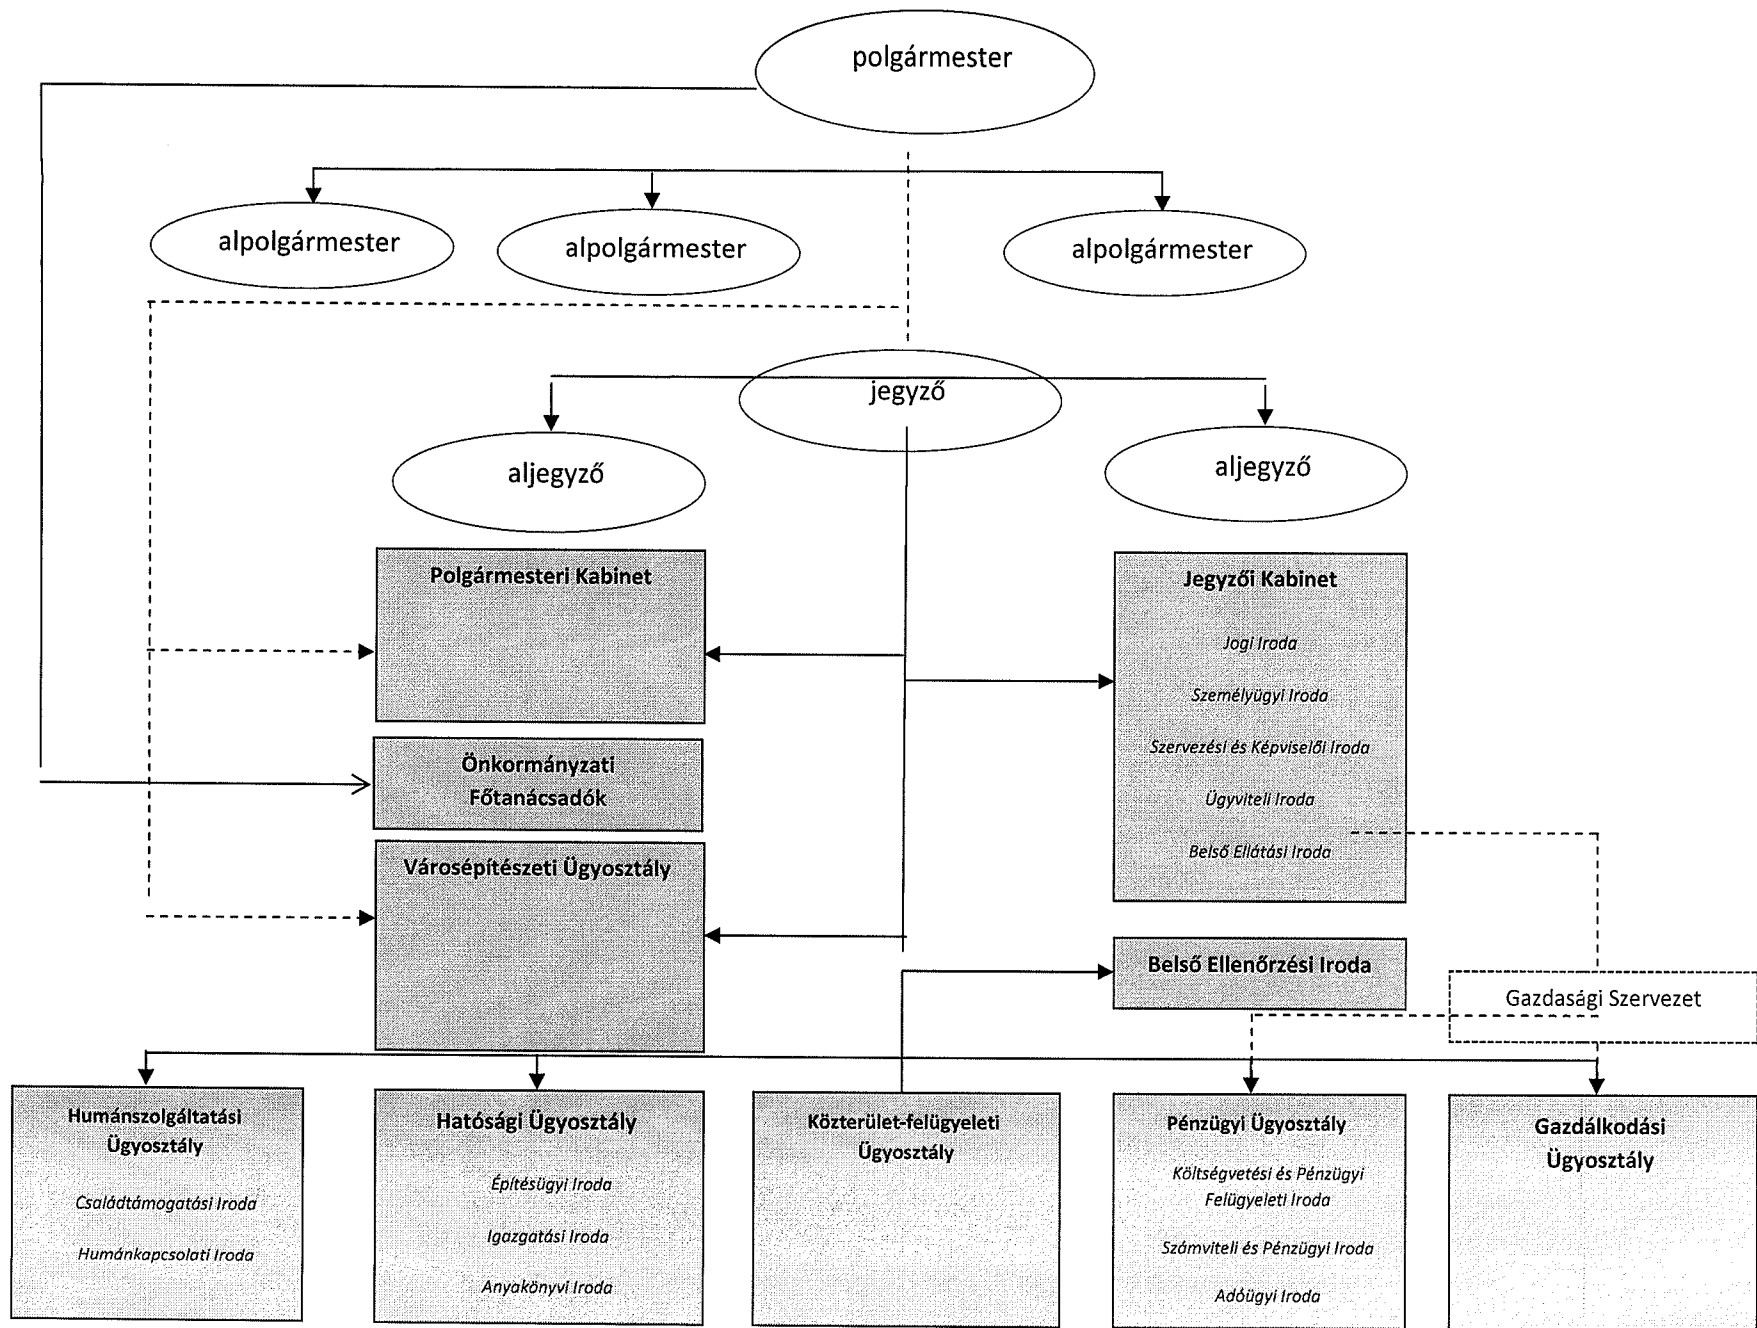 polgármester
alpolgármester
alpolgármester
alpolgármester
jegyző
aljegyző
aljegyző
Polgármesteri Kabinet
Önkormányzati
Főtanácsadók
Városépítészeti Ügyosztály
Jegyzői Kabinet
Jogi Iroda
Személyügyi Iroda
Szervezési és Képviselői Iroda
Ügyviteli Iroda
Belső Ellátási Iroda
Belső Ellenőrzési Iroda
Gazdasági Szervezet
Humánszolgáltatási
Ügyosztály
Családtámogatási Iroda
Humánkapcsolati Iroda
Hatósági Ügyosztály
Építésügyi Iroda
Igazgatási Iroda
Anyakönyvi Iroda
Közterület-felügyeleti
Ügyosztály
Pénzügyi Ügyosztály
Költségvetési és Pénzügyi
Felügyeleti Iroda
Számviteli és Pénzügyi Iroda
Adóügyi Iroda
Gazdálkodási
Ügyosztály